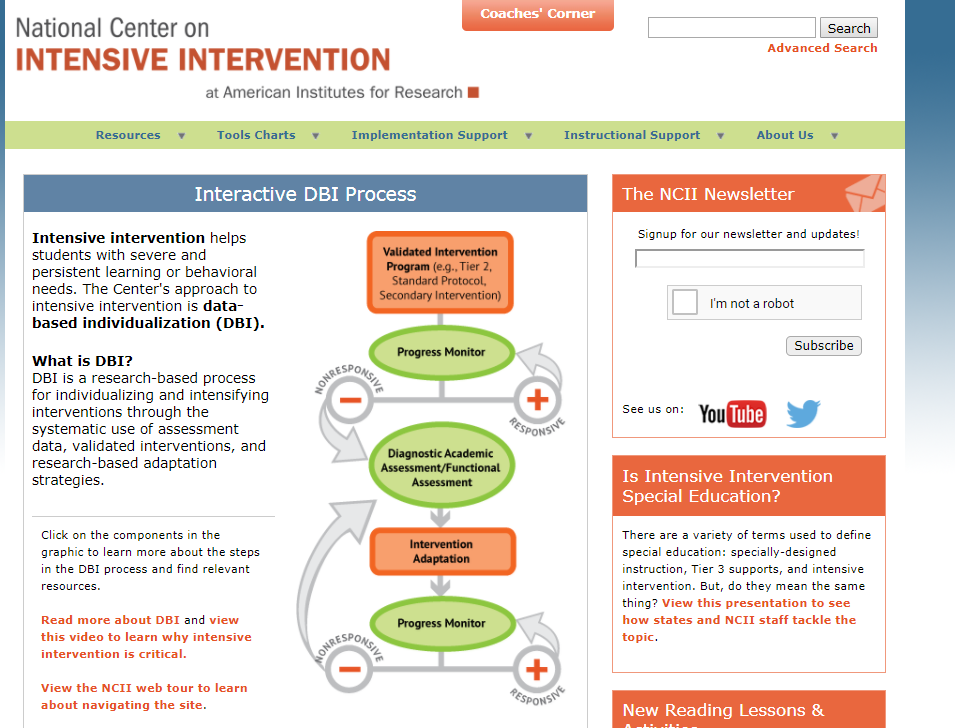 Coaches' Corner
National Center on
INTENSIVE INTERVENTION
at American Institutes for Research
Search
Advanced Search
Resources Tools Charts Implementation Support Instructional Support About Us
Interactive DBI Process
Intensive intervention helps
students with severe and
persistent learning or behavioral
needs. The Center's approach to
intensive intervention is data-
based individualization (DBI).
What is DBI?
DBI is a research-based process
for individualizing and intensifying
interventions through the
systematic use of assessment
data, validated interventions, and
research-based adaptation
strategies.
Click on the components in the
graphic to learn more about the steps
in the DBI process and find relevant
resources.
Read more about DBI and view
this video to learn why intensive
intervention is critical.
View the NCII web tour to learn
about navigating the site.
Validated Intervention
Program (e.g., Tier 2,
Standard Protocol,
Secondary Intervention)
Progress Monitor
NONRESPONSIVE
RESPONSIVE
Diagnostic Academic
Assessment/Functional
Assessment
Intervention
Adaptation
Progress Monitor
NONRESPONSIVE
RESPONSIVE
The NCII Newsletter
Signup for our newsletter and updates!
I'm not a robot
Subscribe
See us on: YouTube
Is Intensive Intervention
Special Education?
There are a variety of terms used to define
special education: specially-designed
instruction, Tier 3 supports, and intensive
intervention. But, do they mean the same
thing? View this presentation to see
how states and NCII staff tackle the
topic.
New Reading Lessons &
Activities